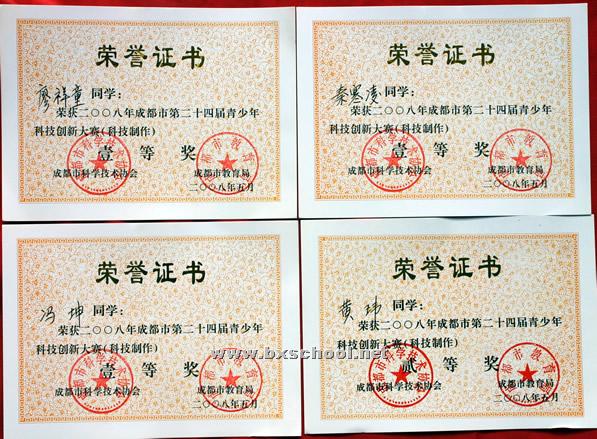 荣誉证书
廖祥童同学：
荣获二〇〇八年成都市第二十四届青少年
科技创新大赛(科技制作)
壹等奖
成都市科学技术协会
成都市教育局
二〇〇八年五月
荣誉证书
秦思凌同学：
荣获二〇〇八年成都市第二十四届青少年
科技创新大赛(科技制作)
壹等奖
成都市科学技术协会
成都市教育局
二〇〇八年五月
荣誉证书
冯坤同学：
荣获二〇〇八年成都市第二十四届青少年
科技创新大赛(科技制作)
壹等奖
成都市科学技术协会
成都市教育局
二〇〇八年五月
荣誉证书
黄玮同学：
荣获二〇〇八年成都市第二十四届青少年
科技创新大赛(科技制作)
贰等奖
成都市科学技术协会
成都市教育局
二〇〇八年五月
www.bxschool.net